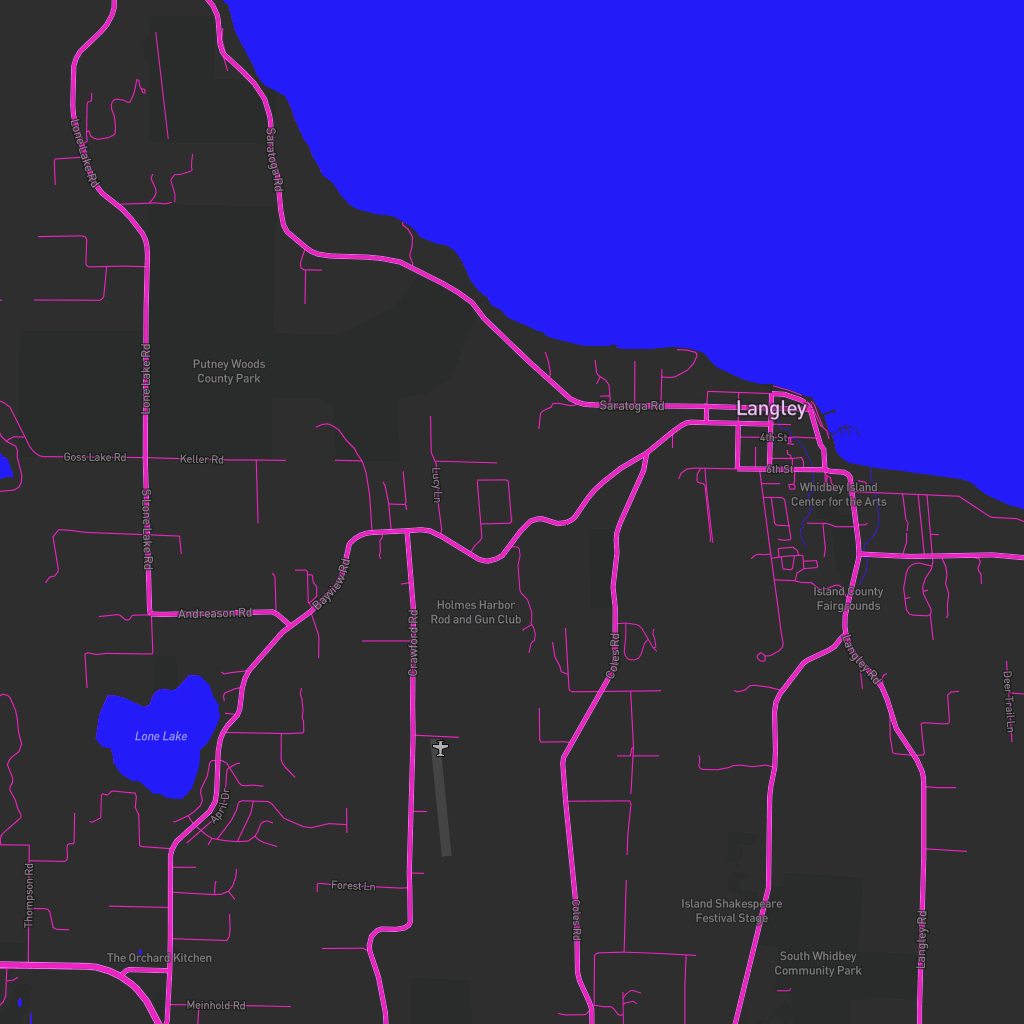 Lone Lake Rd
Saratoga Rd
Lone Lake Rd
Putney Woods
County Park
Saratoga Rd
Langley
4th St
6th St
Goss Lake Rd
Keller Rd
Lucy Ln
Whidbey Island
Center for the Arts
Bayview Rd
Andreason Rd
Crawford Rd
Holmes Harbor
Rod and Gun Club
Coles Rd
Island County
Fairgrounds
Langley Rd
Deer Trail Ln
Lone Lake
April Dr
Thompson Rd
Forest Ln
Coles Rd
Island Shakespeare
Festival Stage
Langley Rd
The Orchard Kitchen
South Whidbey
Community Park
Meinhold Rd